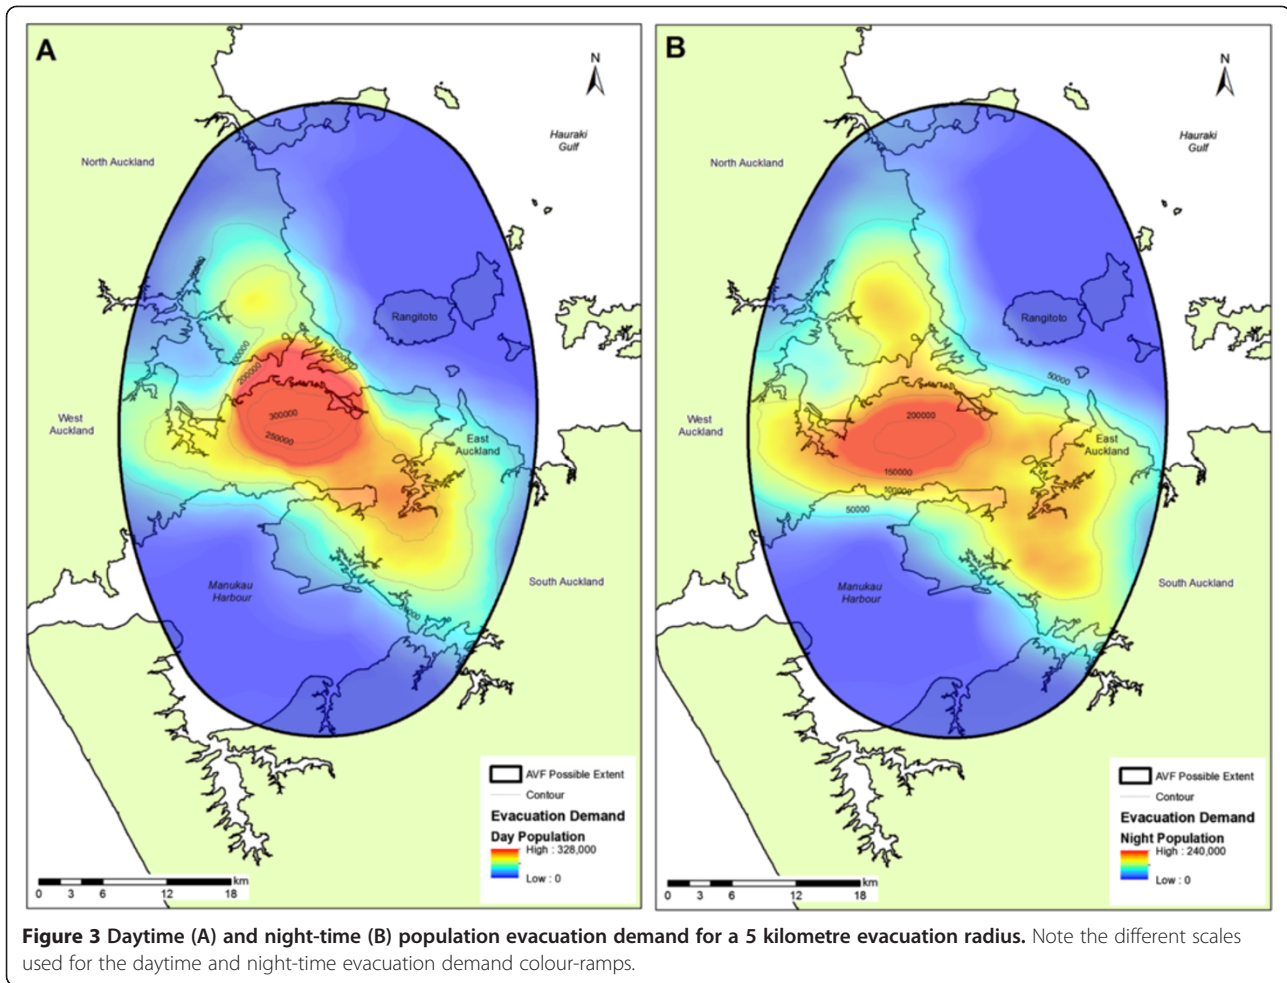 A
N
Hauraki
Gulf
North Auckland
Rangitoto
100000
150000
200000
300000
250000
West
Auckland
East
Auckland
Manukau
Harbour
South Auckland
AVF Possible Extent
Contour
Evacuation Demand
Day Population
High : 328,000
Low : 0
km
0 3 6 12 18
B
N
Hauraki
Gulf
North Auckland
Rangitoto
50000
200000
West
Auckland
East
Auckland
150000
100000
50000
Manukau
Harbour
South Auckland
AVF Possible Extent
Contour
Evacuation Demand
Night Population
High : 240,000
Low : 0
km
0 3 6 12 18
Figure 3 Daytime (A) and night-time (B) population evacuation demand for a 5 kilometre evacuation radius. Note the different scales
used for the daytime and night-time evacuation demand colour-ramps.